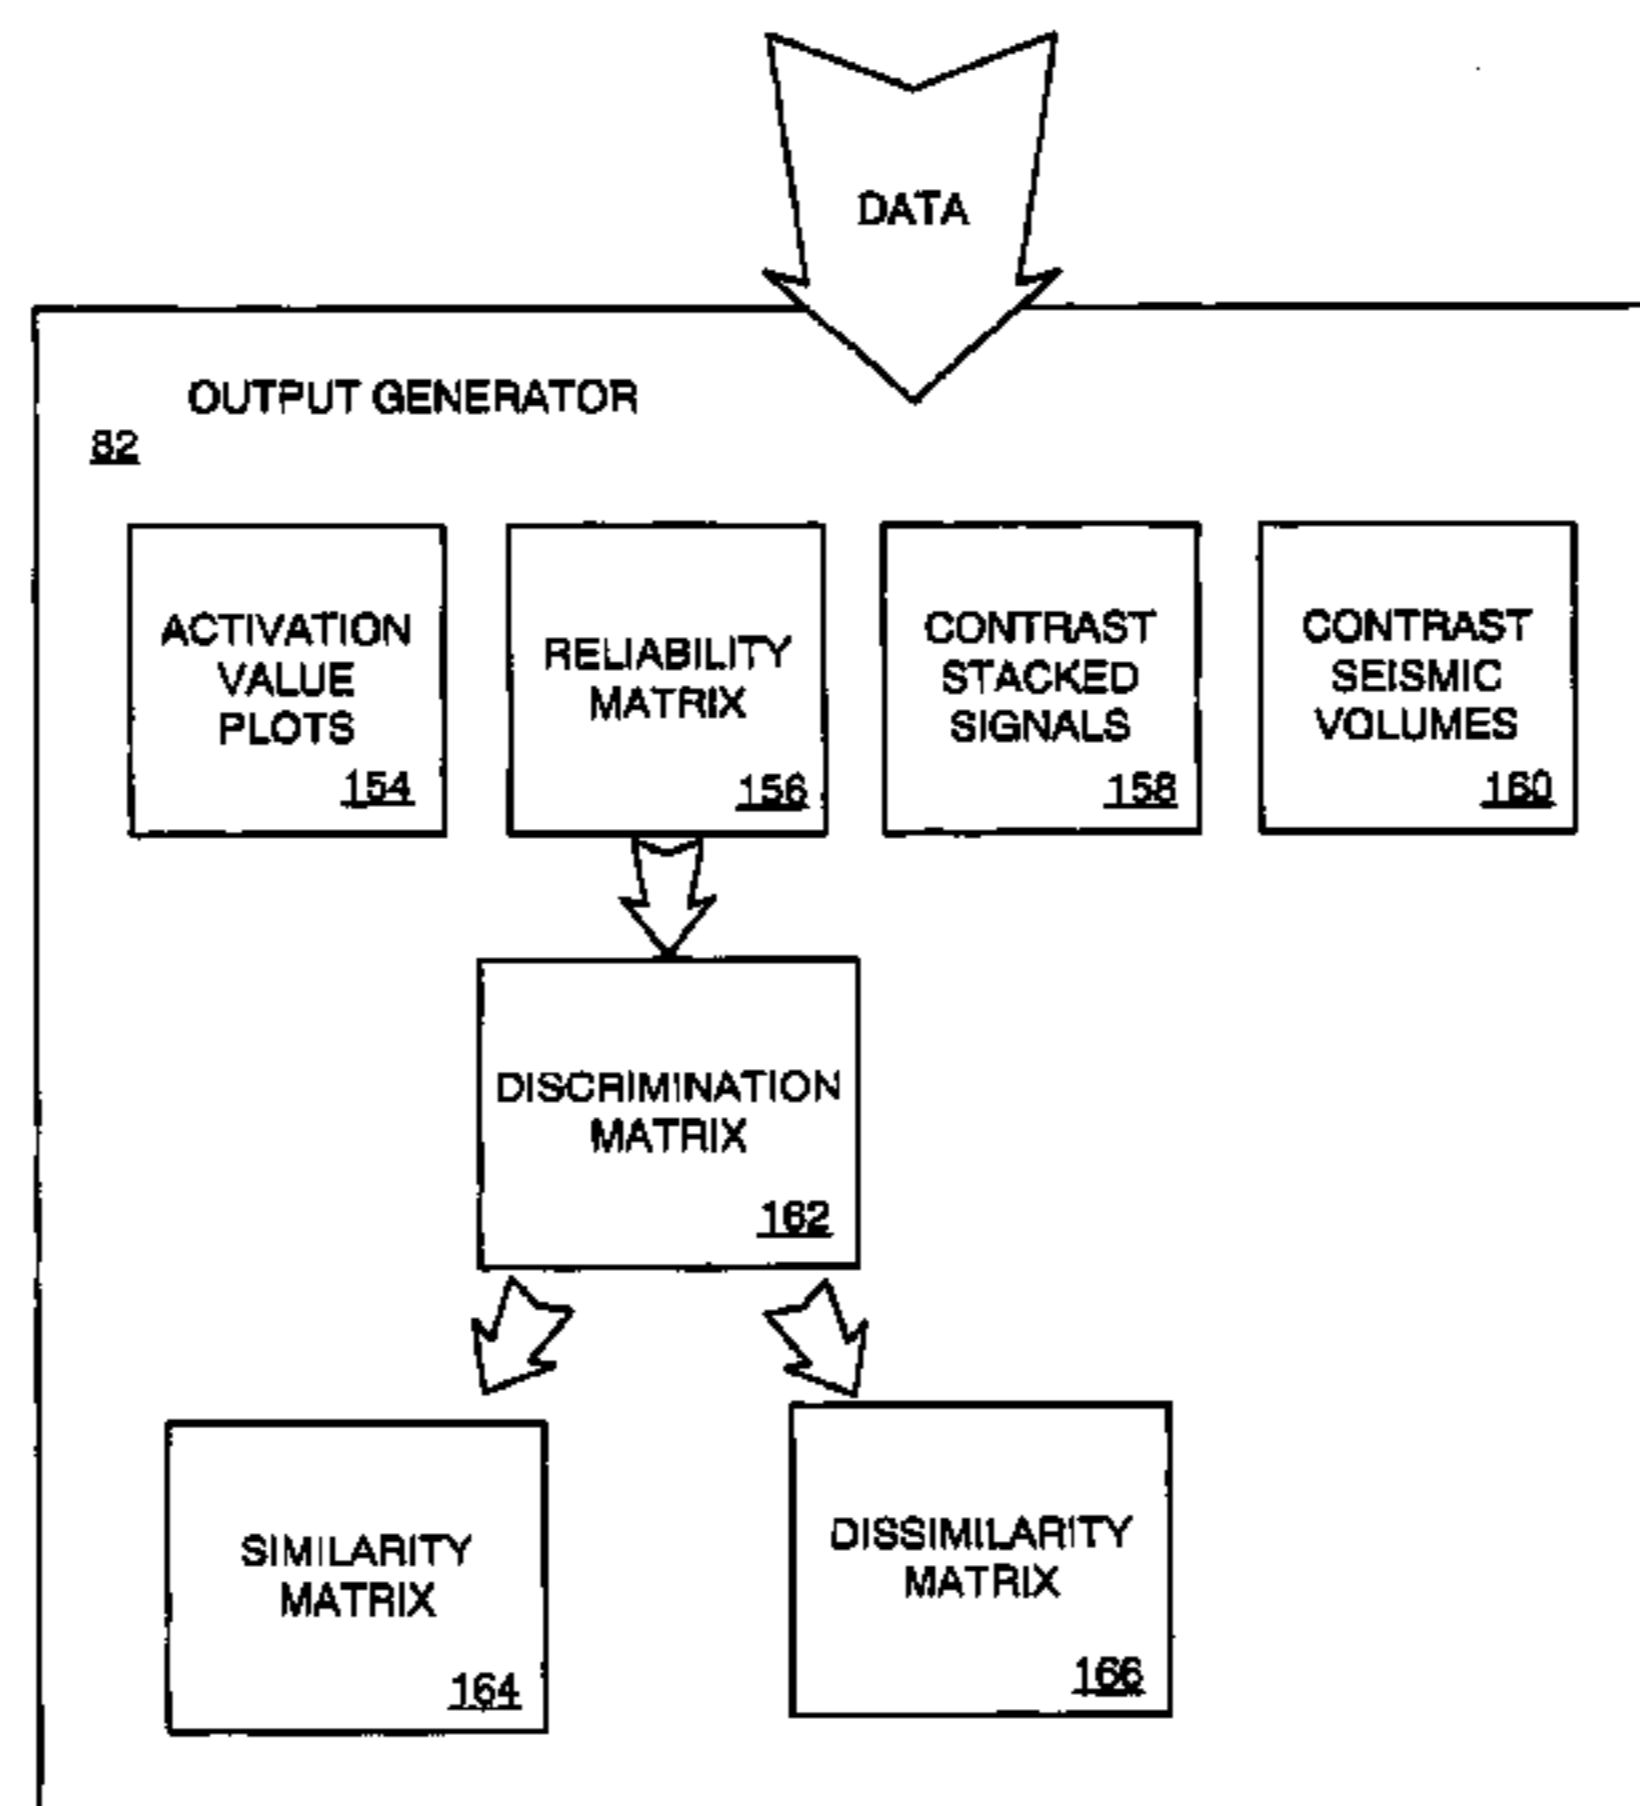 DATA
OUTPUT GENERATOR
82
ACTIVATION
VALUE
PLOTS
154
RELIABILITY
MATRIX
156
CONTRAST
STACKED
SIGNALS
158
CONTRAST
SEISMIC
VOLUMES
160
DISCRIMINATION
MATRIX
162
SIMILARITY
MATRIX
164
DISSIMILARITY
MATRIX
166